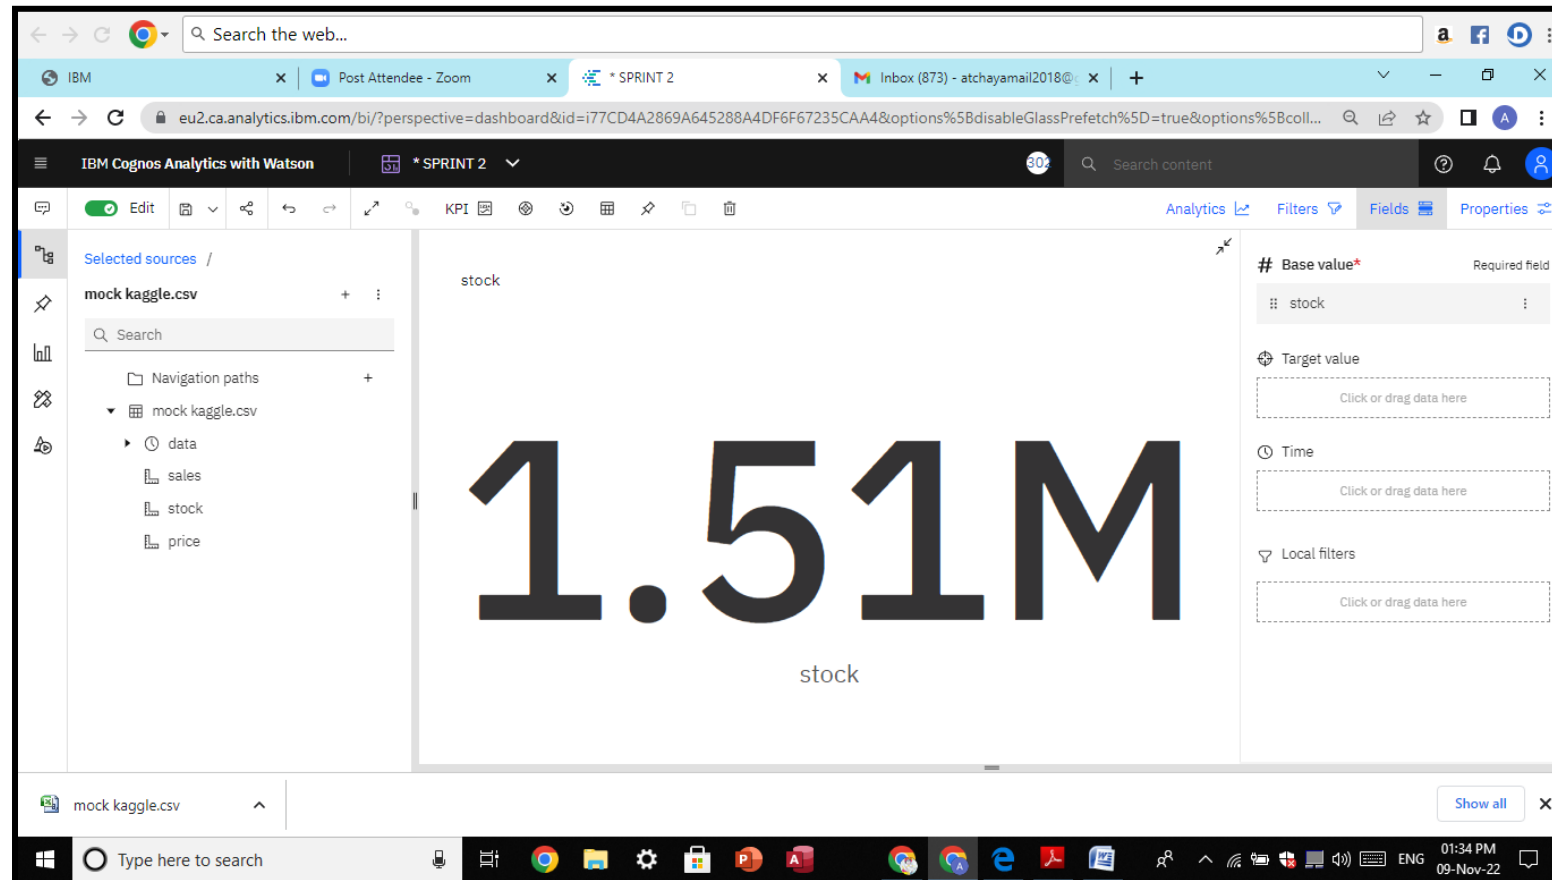 Search the web...
a
IBM
Post Attendee - Zoom
* SPRINT 2
Inbox (873) - atchayamail2018@
eu2.ca.analytics.ibm.com/bi/?perspective=dashboard&id=i77CD4A2869A645288A4DF6F67235CAA4&options%5BdisableGlassPrefetch%5D=true&options%5Bcoll...
A
IBM Cognos Analytics with Watson
* SPRINT 2
302
Search content
Edit
KPI
Analytics
Filters
Fields
Properties
Selected sources /
mock kaggle.csv
Search
Navigation paths
mock kaggle.csv
data
sales
stock
price
stock
1.51M
stock
# Base value*
Required field
stock
Target value
Click or drag data here
Time
Click or drag data here
Local filters
Click or drag data here
mock kaggle.csv
Show all
Type here to search
ENG
01:34 PM
09-Nov-22